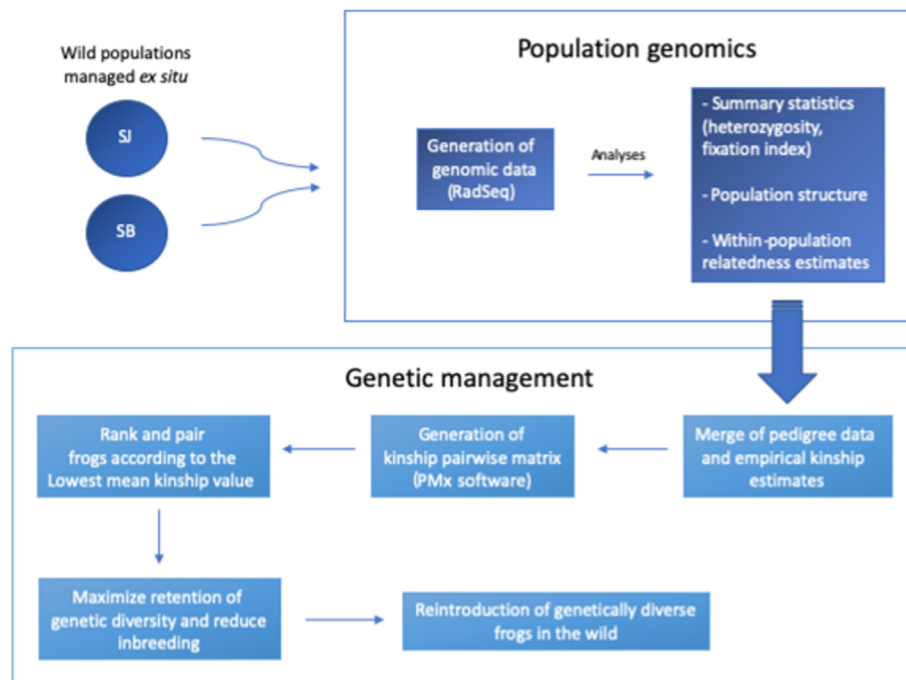 Wild populations
managed ex situ
SJ
SB
Population genomics
Generation of
genomic data
(RadSeq)
Analyses
- Summary statistics
(heterozygosity,
fixation index)
- Population structure
- Within-population
relatedness estimates
Genetic management
Merge of pedigree data
and empirical kinship
estimates
Generation of
kinship pairwise matrix
(PMx software)
Rank and pair
frogs according to the
Lowest mean kinship value
Maximize retention of
genetic diversity and reduce
inbreeding
Reintroduction of genetically diverse
frogs in the wild